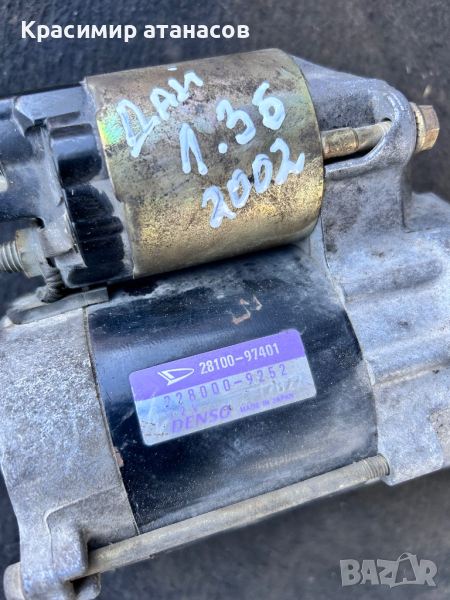 Красимир атанасов
Дай
1.3б
2002
28100-97401
228000-9252
DENSO MADE IN JAPAN
bazar